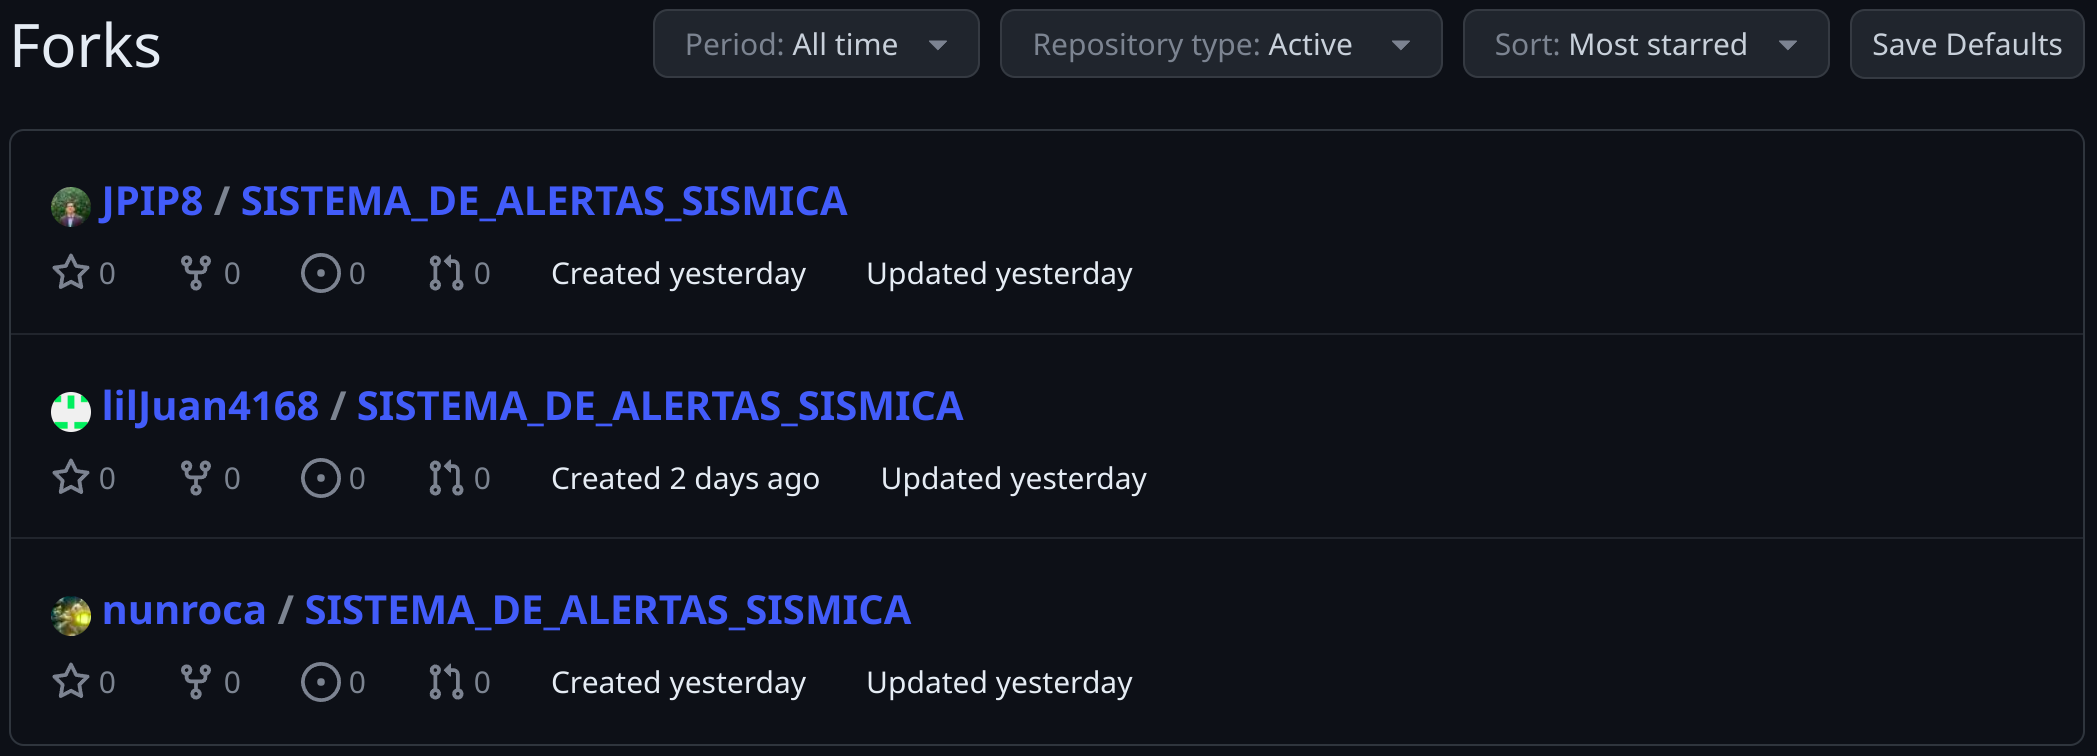 Forks
Period: All time
Repository type: Active
Sort: Most starred
Save Defaults
JPIP8 / SISTEMA_DE_ALERTAS_SISMICA
0 0 0 0 Created yesterday Updated yesterday
lilJuan4168 / SISTEMA_DE_ALERTAS_SISMICA
0 0 0 0 Created 2 days ago Updated yesterday
nunroca / SISTEMA_DE_ALERTAS_SISMICA
0 0 0 0 Created yesterday Updated yesterday